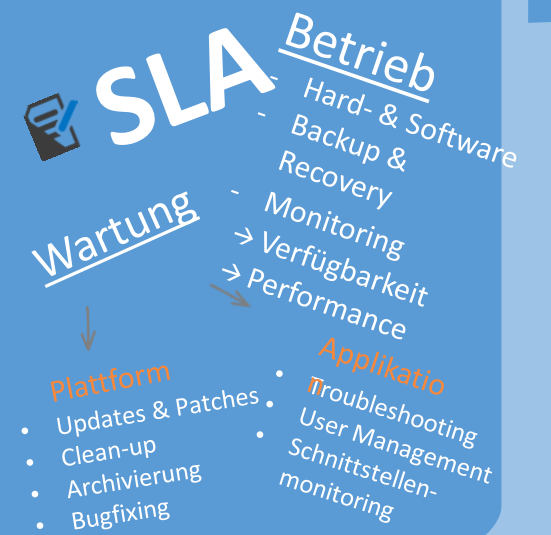 SLA
Betrieb
- Hard- & Software
- Backup &
Recovery
- Monitoring
→ Verfügbarkeit
→ Performance
Wartung
Plattform
• Updates & Patches
• Clean-up
• Archivierung
• Bugfixing
Applikatio
n
• Troubleshooting
• User Management
• Schnittstellen-
monitoring